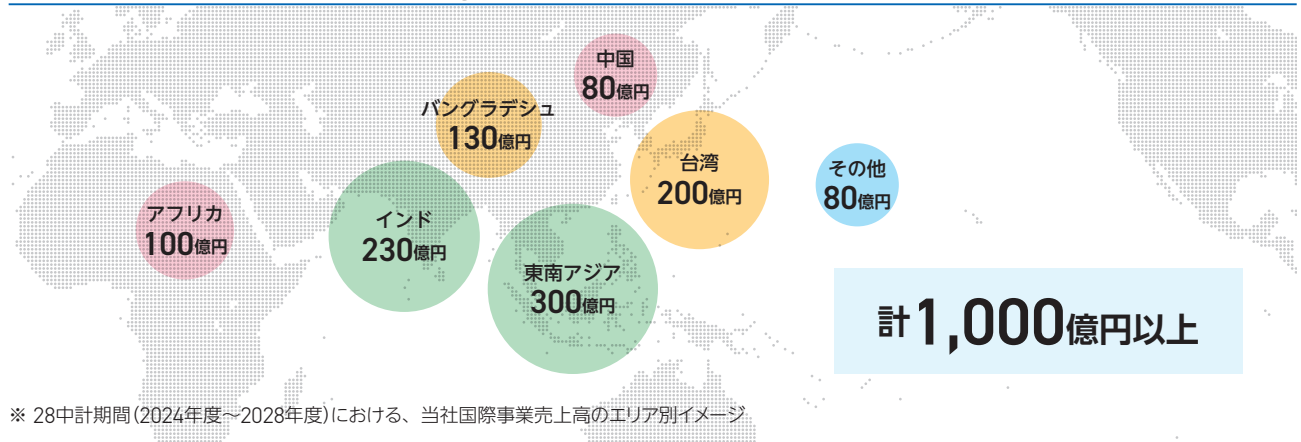 中国
80億円
バングラデシュ
130億円
台湾
200億円
その他
80億円
アフリカ
100億円
インド
230億円
東南アジア
300億円
計1,000億円以上
※ 28中計期間(2024年度～2028年度)における、当社国際事業売上高のエリア別イメージ